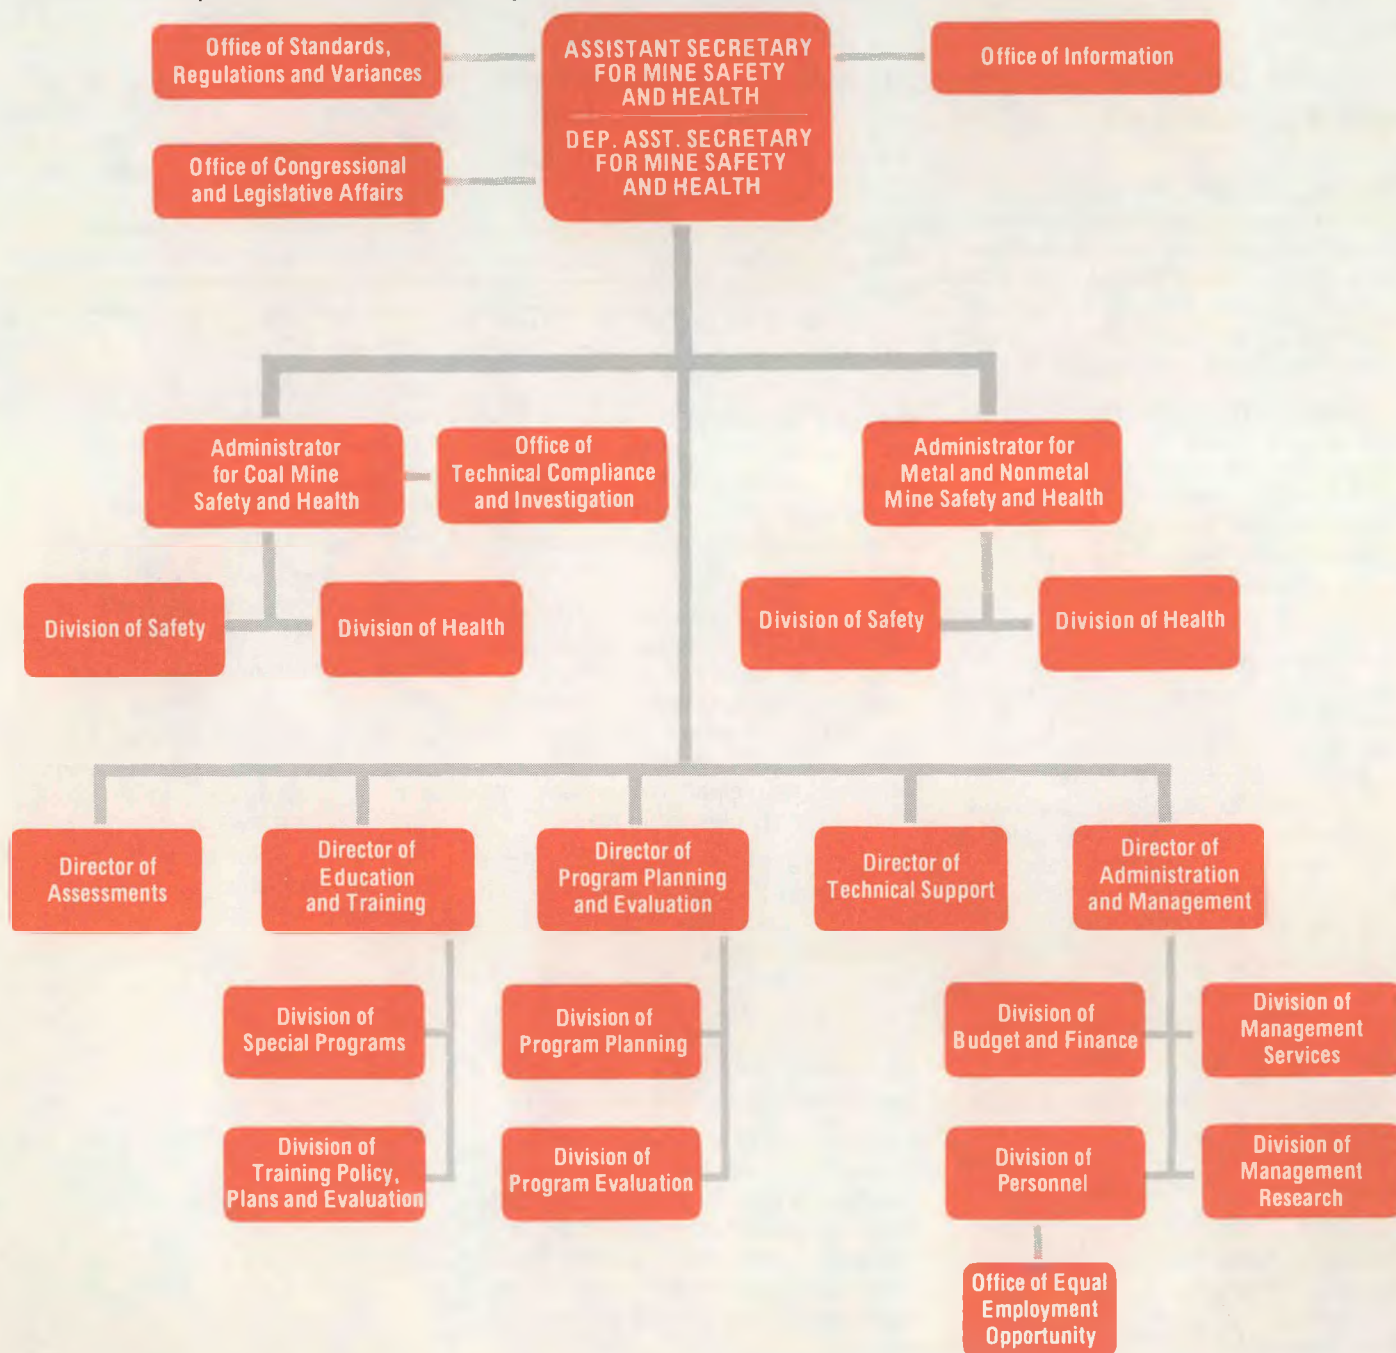 Office of Standards,
Regulations and Variances
ASSISTANT SECRETARY
FOR MINE SAFETY
AND HEALTH
DEP. ASST. SECRETARY
FOR MINE SAFETY
AND HEALTH
Office of Information
Office of Congressional
and Legislative Affairs
Administrator
for Coal Mine
Safety and Health
Office of
Technical Compliance
and Investigation
Administrator for
Metal and Nonmetal
Mine Safety and Health
Division of Safety
Division of Health
Division of Safety
Division of Health
Director of
Assessments
Director of
Education
and Training
Director of
Program Planning
and Evaluation
Director of
Technical Support
Director of
Administration
and Management
Division of
Special Programs
Division of
Program Planning
Division of
Budget and Finance
Division of
Management
Services
Division of
Training Policy,
Plans and Evaluation
Division of
Program Evaluation
Division of
Personnel
Division of
Management
Research
Office of Equal
Employment
Opportunity